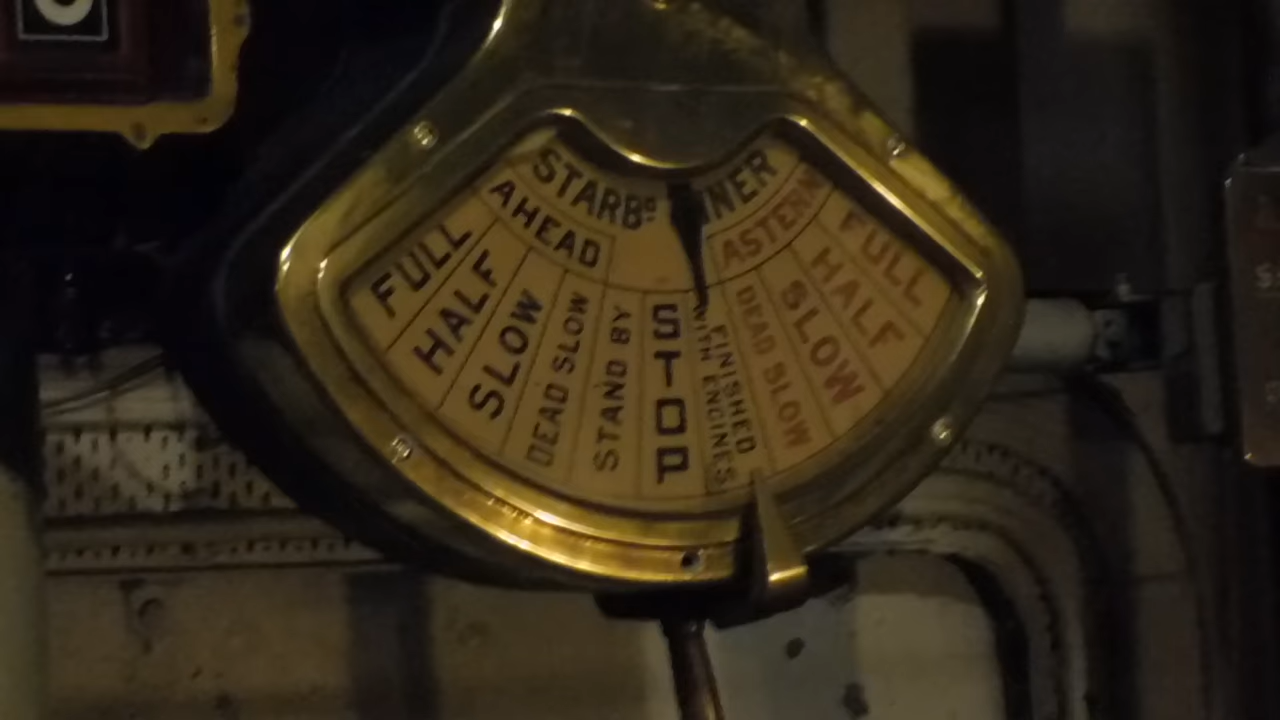 STARBD INNER
AHEAD
ASTERN
FULL
HALF
SLOW
DEAD SLOW
STAND BY
STOP
FINISHED
WITH ENGINES
DEAD SLOW
SLOW
HALF
FULL